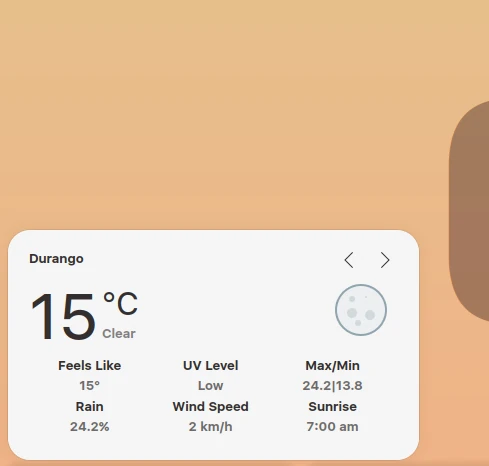 Durango
15 °C
Clear
Feels Like UV Level Max/Min
15° Low 24.2|13.8
Rain Wind Speed Sunrise
24.2% 2 km/h 7:00 am